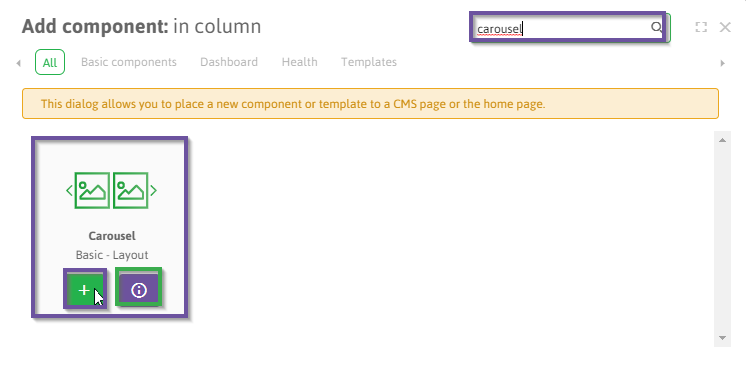 Add component: in column
carousel
All
Basic components
Dashboard
Health
Templates
This dialog allows you to place a new component or template to a CMS page or the home page.
Carousel
Basic - Layout